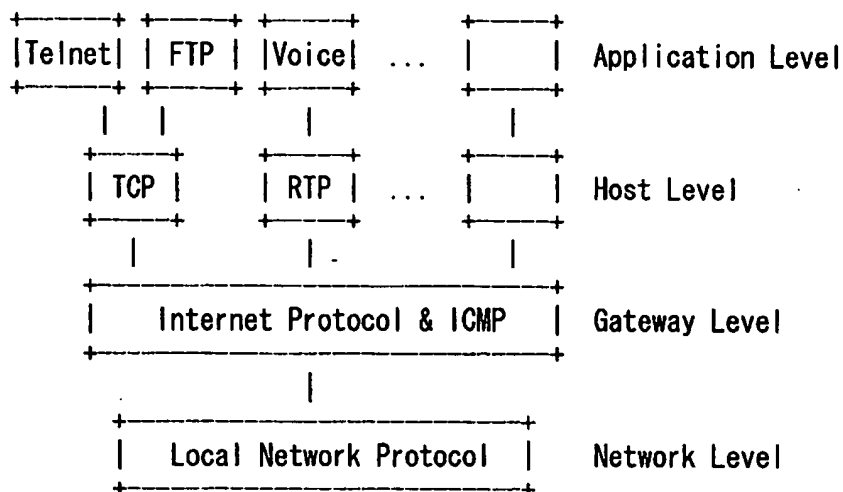 +------+ +-----+ +-----+       +-----+
|Telnet| | FTP | |Voice|  ...  |     |  Application Level
+------+ +-----+ +-----+       +-----+
      |   |         |             |
     +-----+     +-----+       +-----+
     | TCP |     | RTP |  ...  |     |  Host Level
     +-----+     +-----+       +-----+
        |           |             |
     +-------------------------------+
     |    Internet Protocol & ICMP   |  Gateway Level
     +-------------------------------+
                    |
       +---------------------------+
       |   Local Network Protocol  |    Network Level
       +---------------------------+